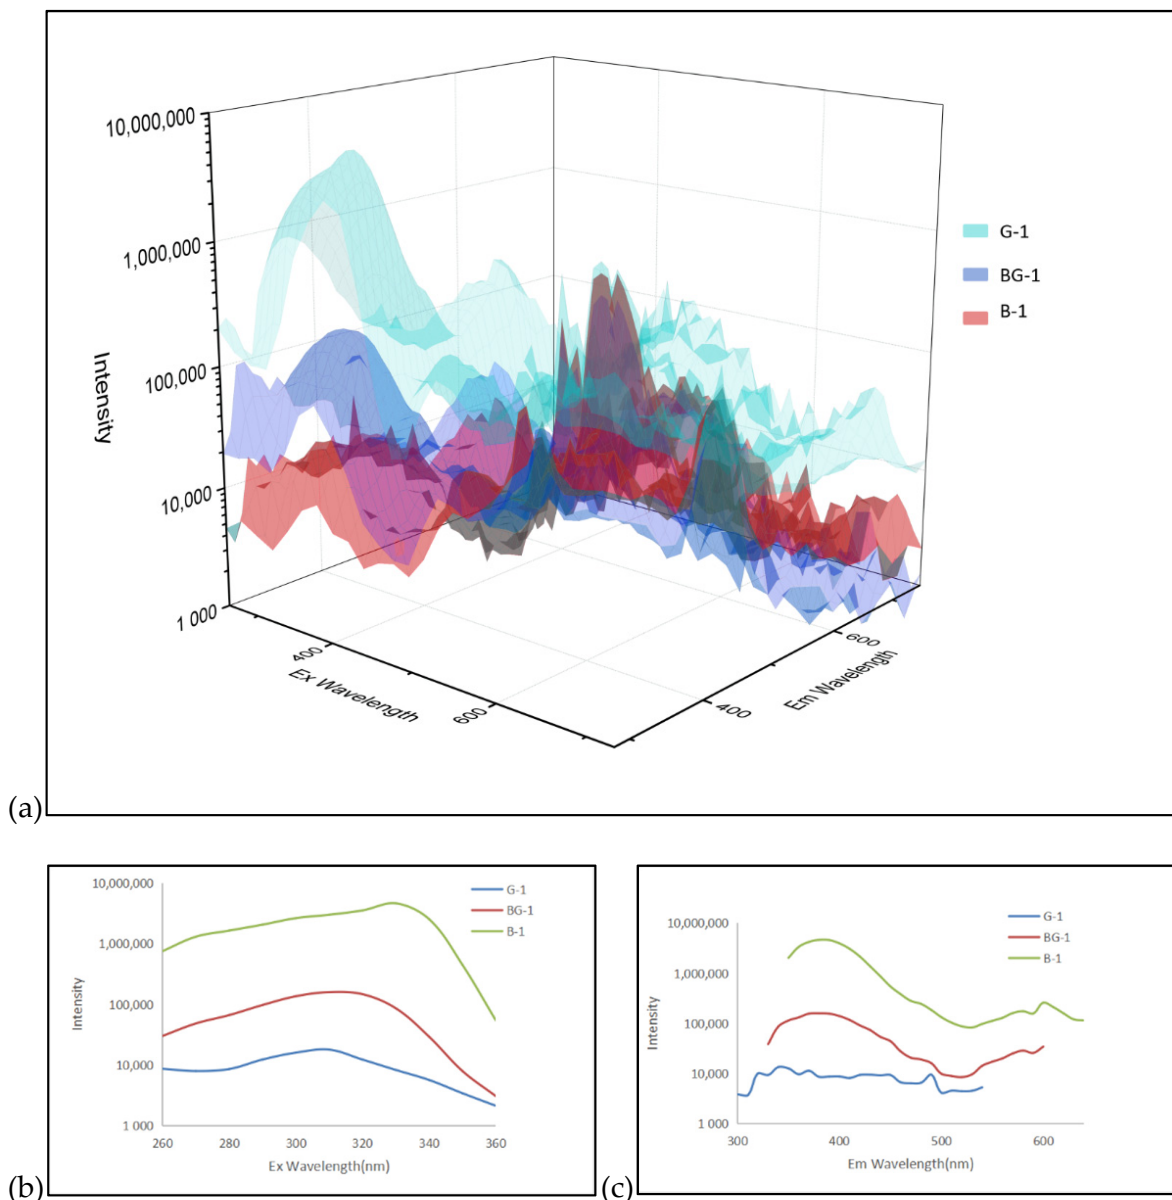 10,000,000
1,000,000
100,000
10,000
1 000
Intensity
400
600
Ex Wavelength
400
600
Em Wavelength
G-1
BG-1
B-1
(a)
10,000,000
1,000,000
100,000
10,000
1 000
Intensity
260 280 300 320 340 360
Ex Wavelength(nm)
G-1
BG-1
B-1
(b)
10,000,000
1,000,000
100,000
10,000
1 000
Intensity
300 400 500 600
Em Wavelength(nm)
G-1
BG-1
B-1
(c)